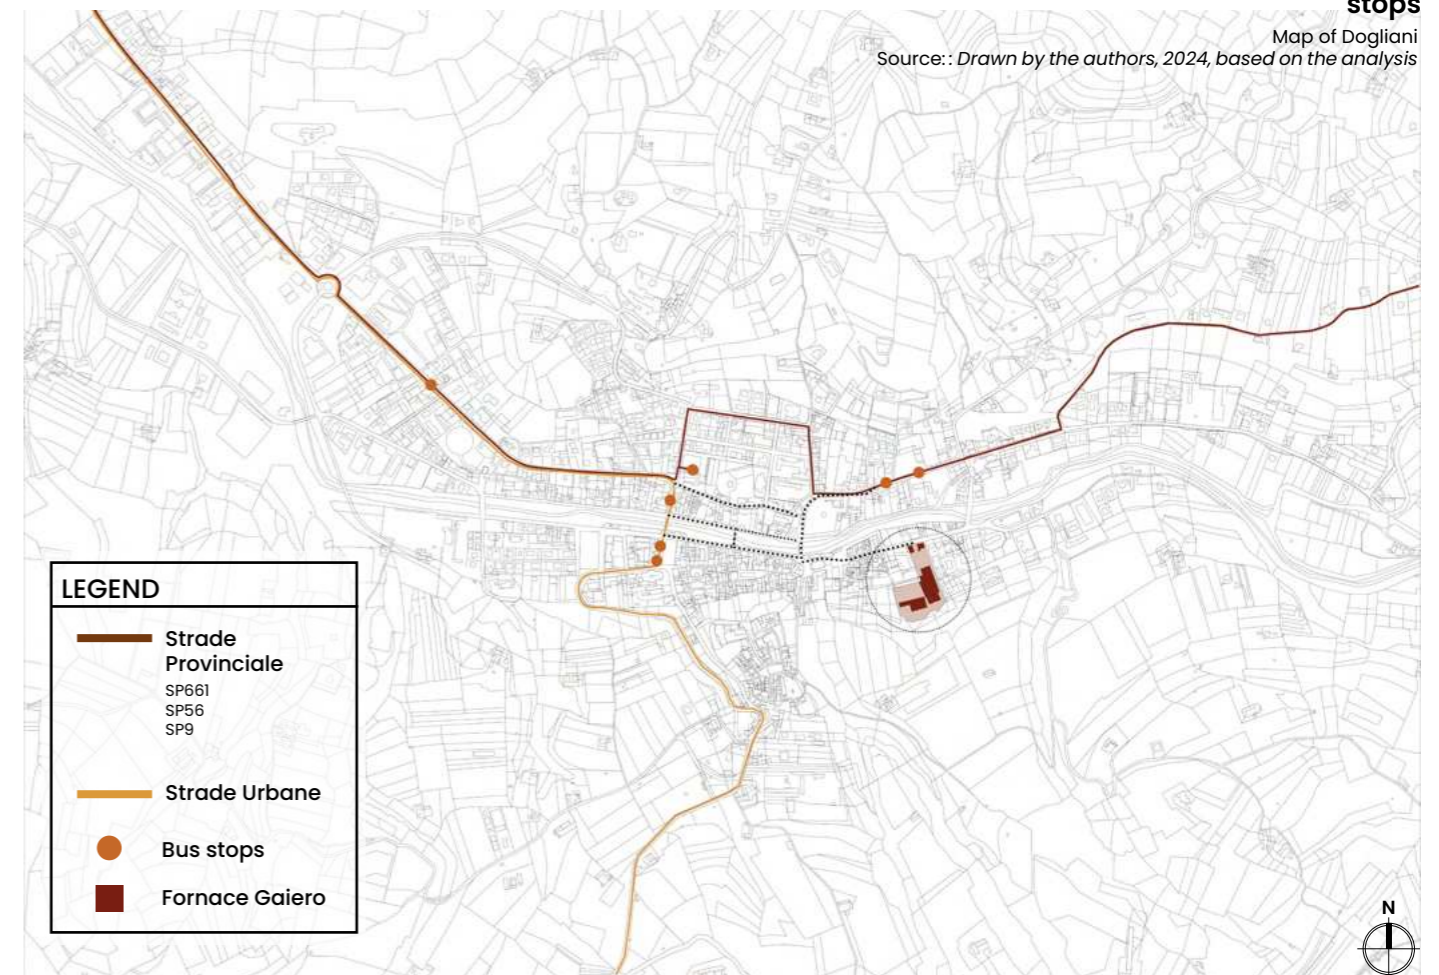 stops
Map of Dogliani
Source:: Drawn by the authors, 2024, based on the analysis
LEGEND
Strade
Provinciale
SP661
SP56
SP9
Strade Urbane
Bus stops
Fornace Gaiero
N